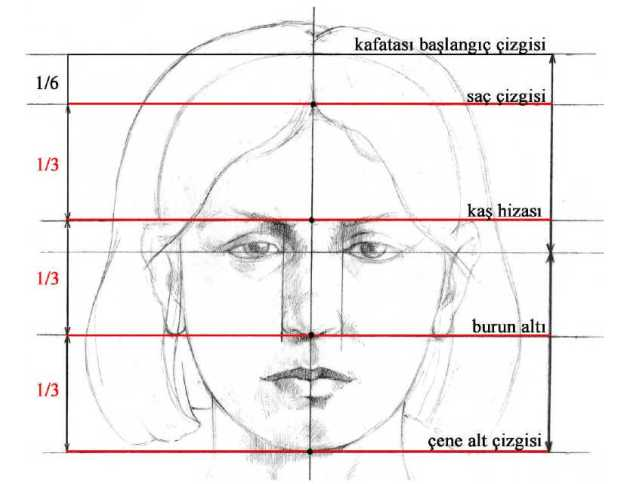 kafatası başlangıç çizgisi
1/6
saç çizgisi
1/3
kaş hizası
1/3
burun altı
1/3
çene alt çizgisi